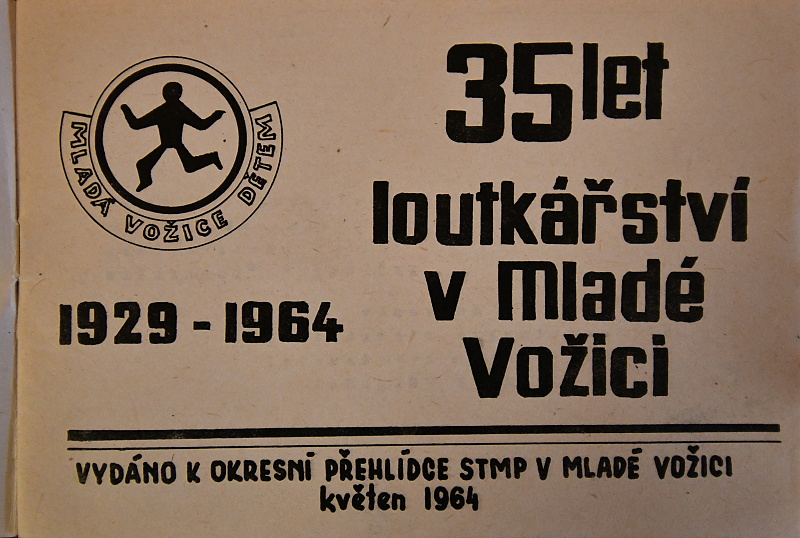 MLADÁ VOŽICE DĚTEM
35 let
loutkářství
v Mladé
Vožici
1929 - 1964
VYDÁNO K OKRESNÍ PŘEHLÍDCE STMP V MLADÉ VOŽICI
květen 1964